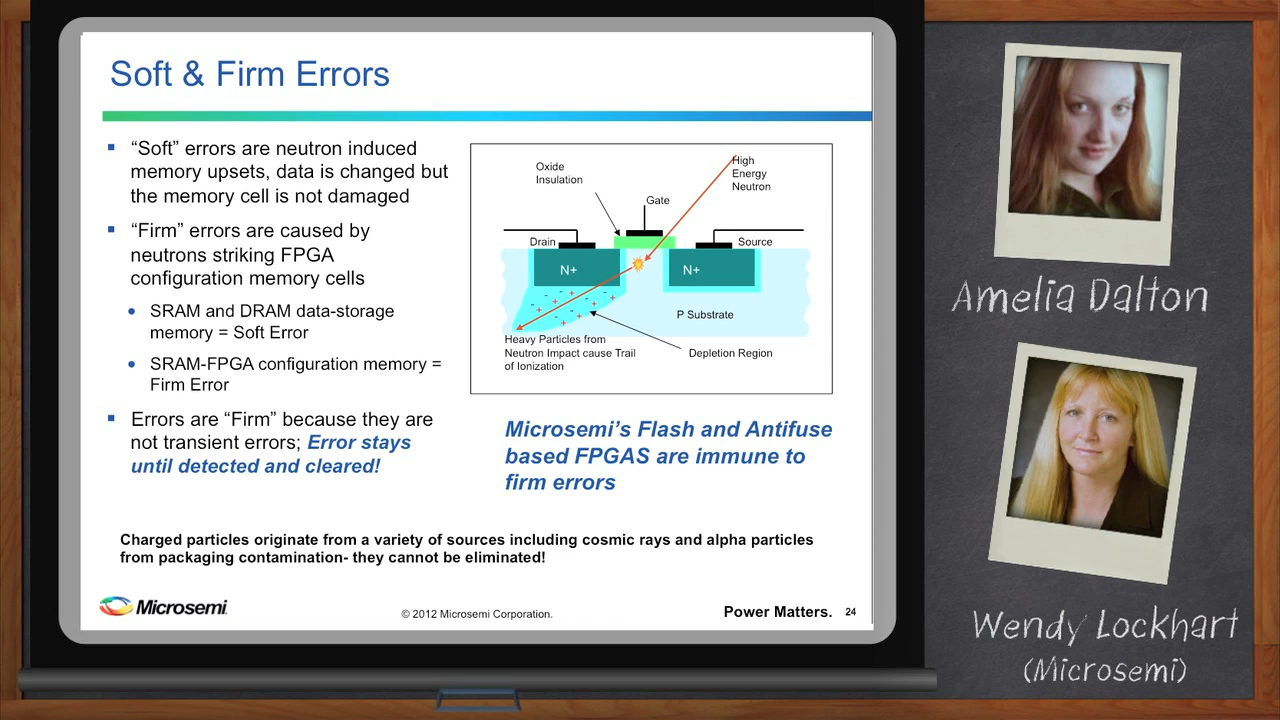 Soft & Firm Errors
“Soft” errors are neutron induced
memory upsets, data is changed but
the memory cell is not damaged
“Firm” errors are caused by
neutrons striking FPGA
configuration memory cells
SRAM and DRAM data-storage
memory = Soft Error
SRAM-FPGA configuration memory =
Firm Error
Errors are “Firm” because they are
not transient errors; Error stays
until detected and cleared!
Oxide
Insulation
High
Energy
Neutron
Gate
Drain
Source
N+
N+
P Substrate
Heavy Particles from
Neutron Impact cause Trail
of Ionization
Depletion Region
Microsemi’s Flash and Antifuse
based FPGAS are immune to
firm errors
Charged particles originate from a variety of sources including cosmic rays and alpha particles
from packaging contamination- they cannot be eliminated!
Microsemi
© 2012 Microsemi Corporation.
Power Matters.
24
Amelia Dalton
Wendy Lockhart
(Microsemi)